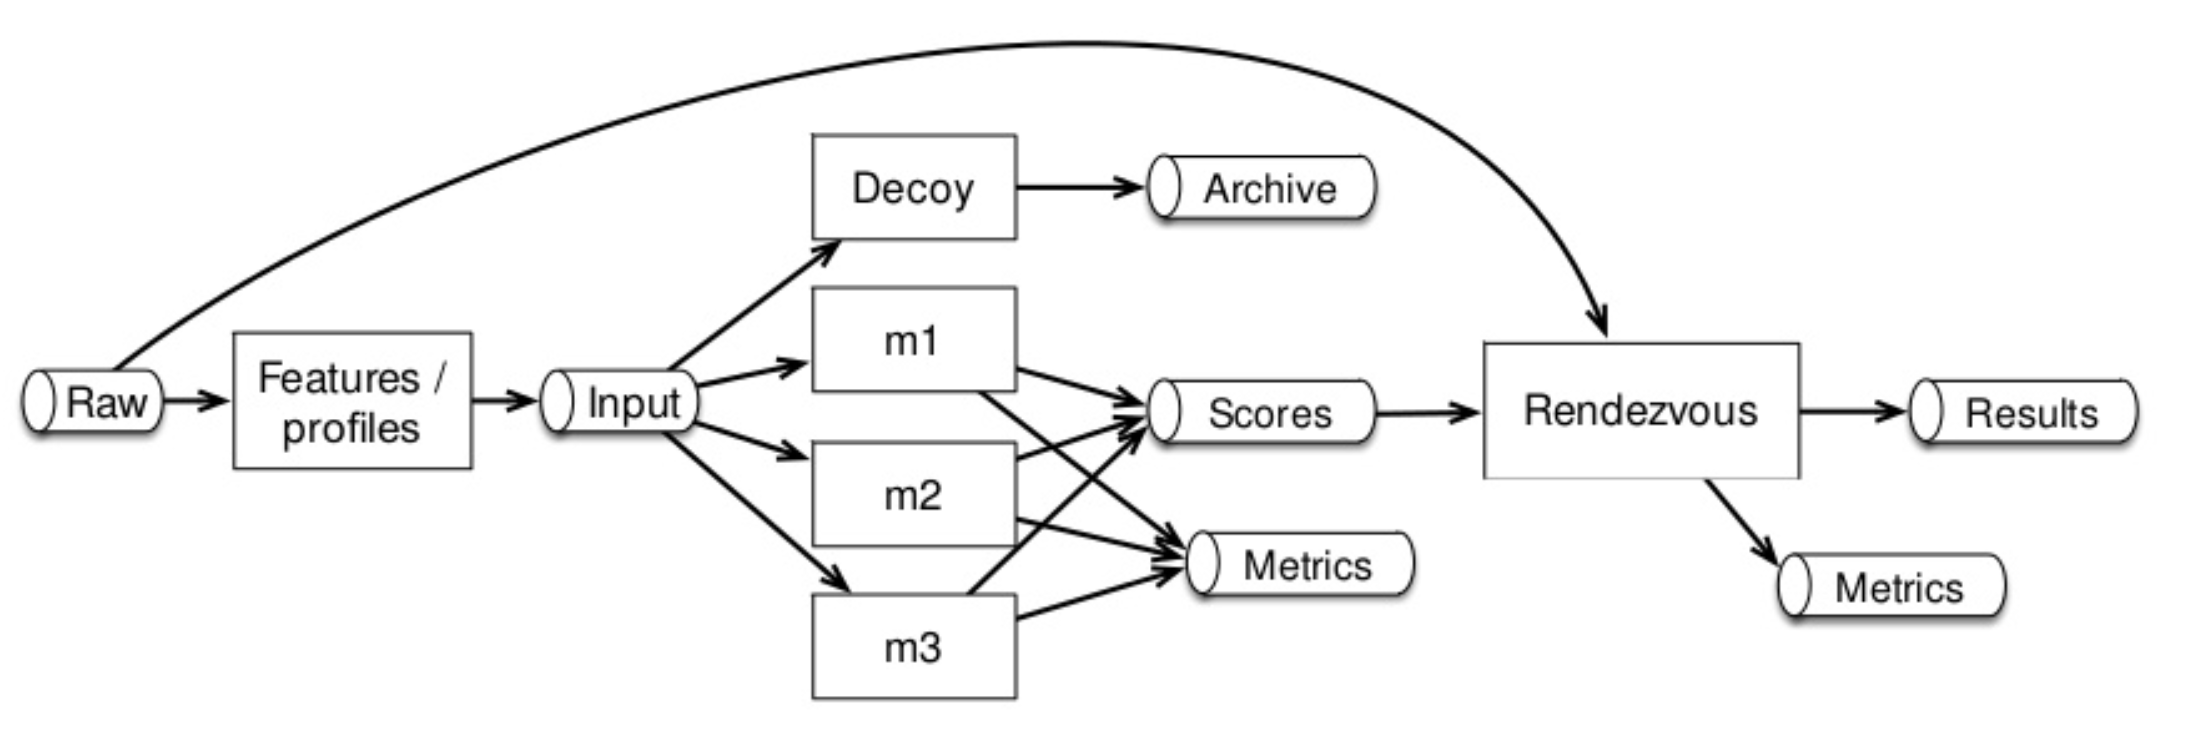 Decoy
Archive
m1
Raw
Features /
profiles
Input
Scores
Rendezvous
Results
m2
Metrics
Metrics
m3